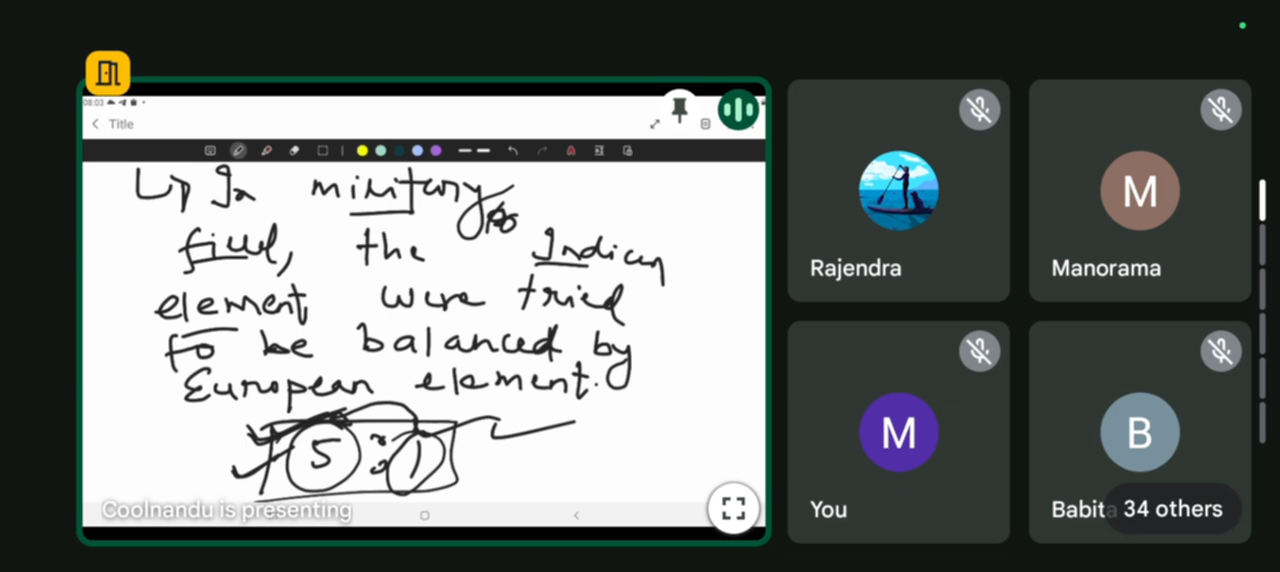 08:03
Title
In military
field, the Indian
element were tried
to be balanced by
European element.
5 : 1
Coolnandu is presenting
Rajendra
M
Manorama
M
You
B
Babita
34 others